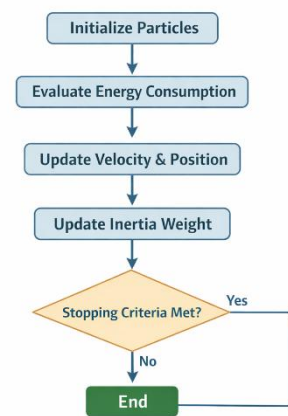 Initialize Particles
Evaluate Energy Consumption
Update Velocity & Position
Update Inertia Weight
Stopping Criteria Met?
Yes
No
End